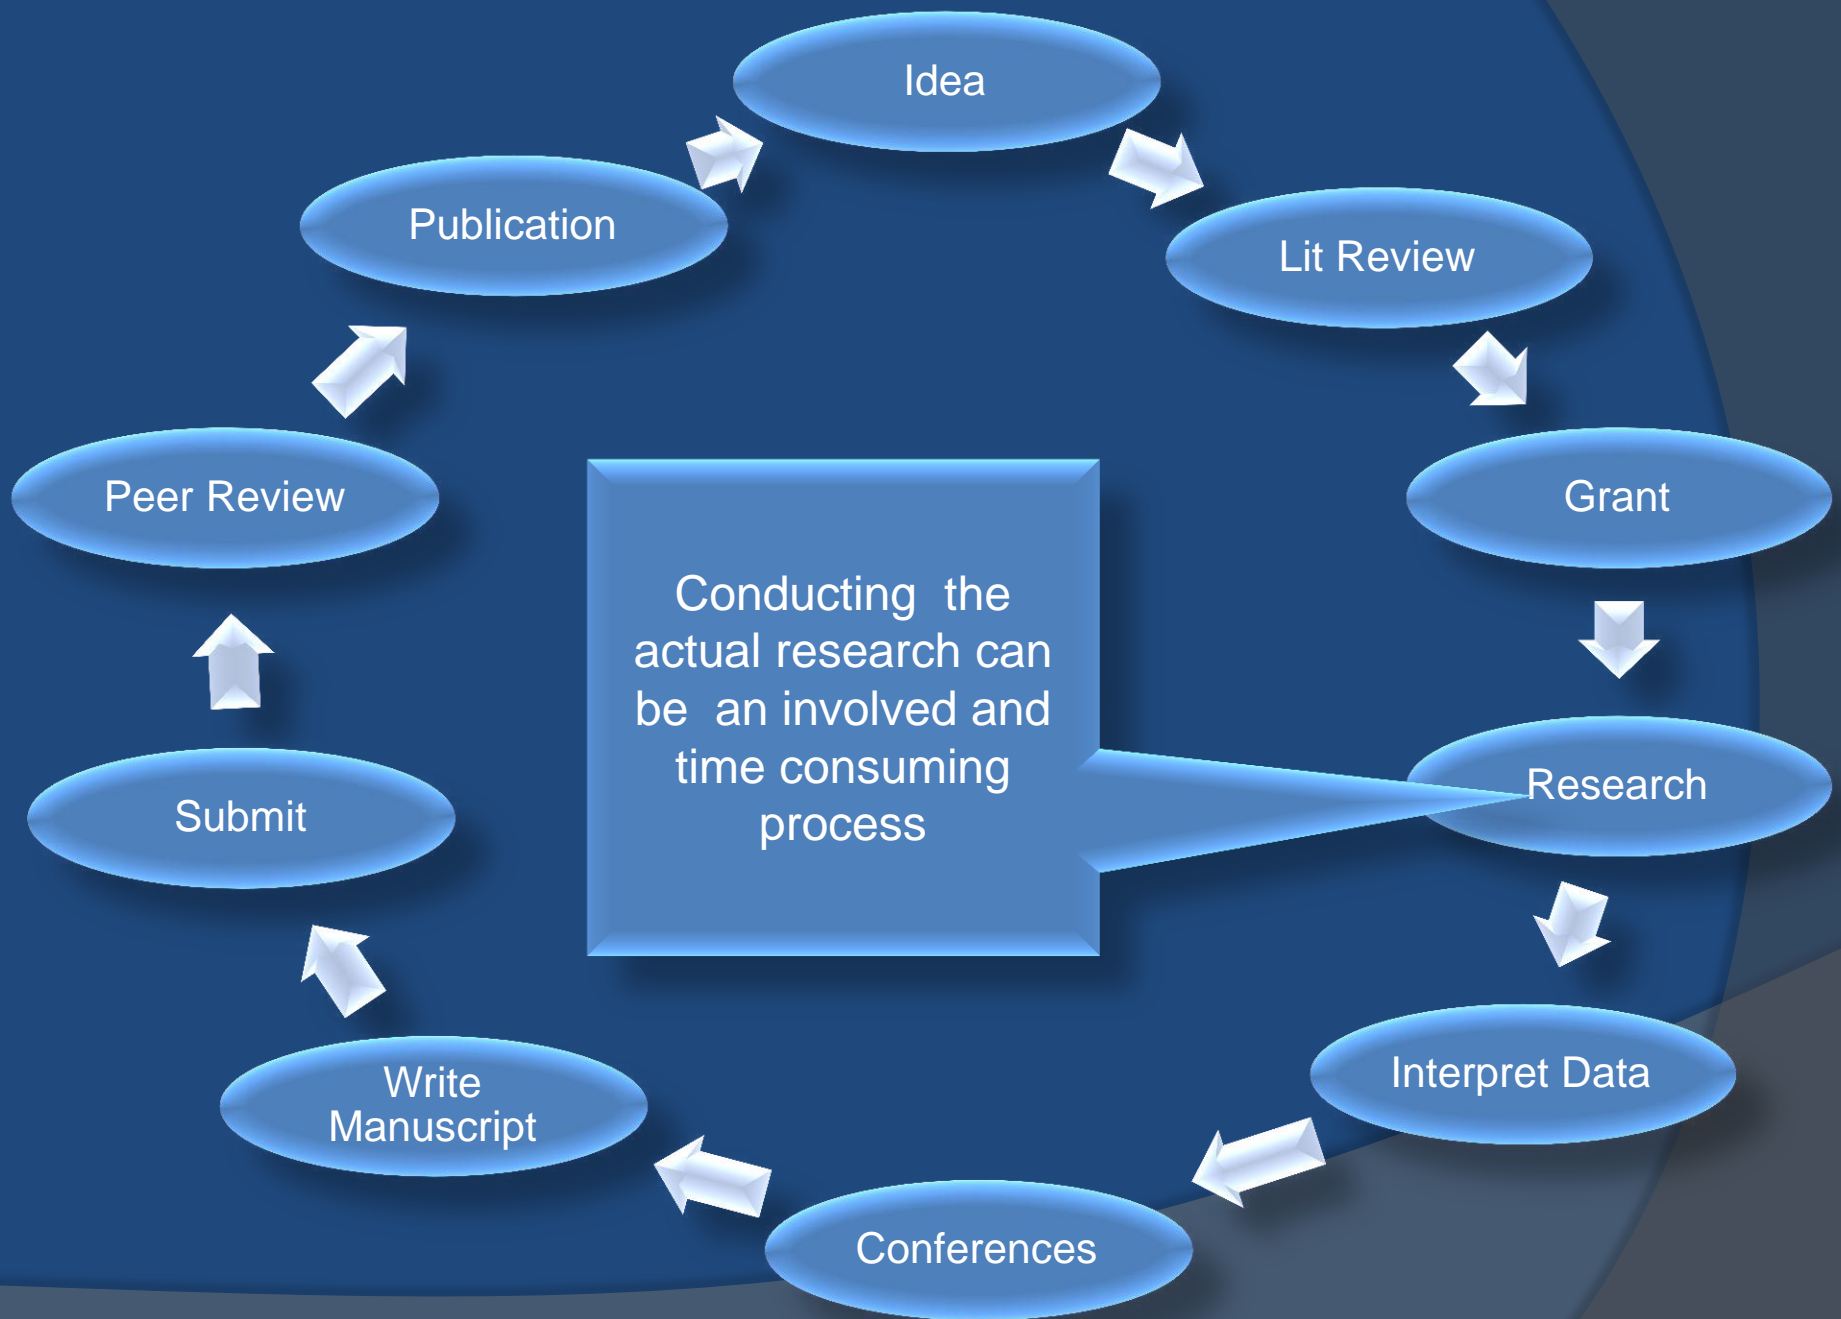 Idea
Publication
Lit Review
Peer Review
Grant
Conducting  the
actual research can
be  an involved and
time consuming
process
Research
Submit
Interpret Data
Write
Manuscript
Conferences